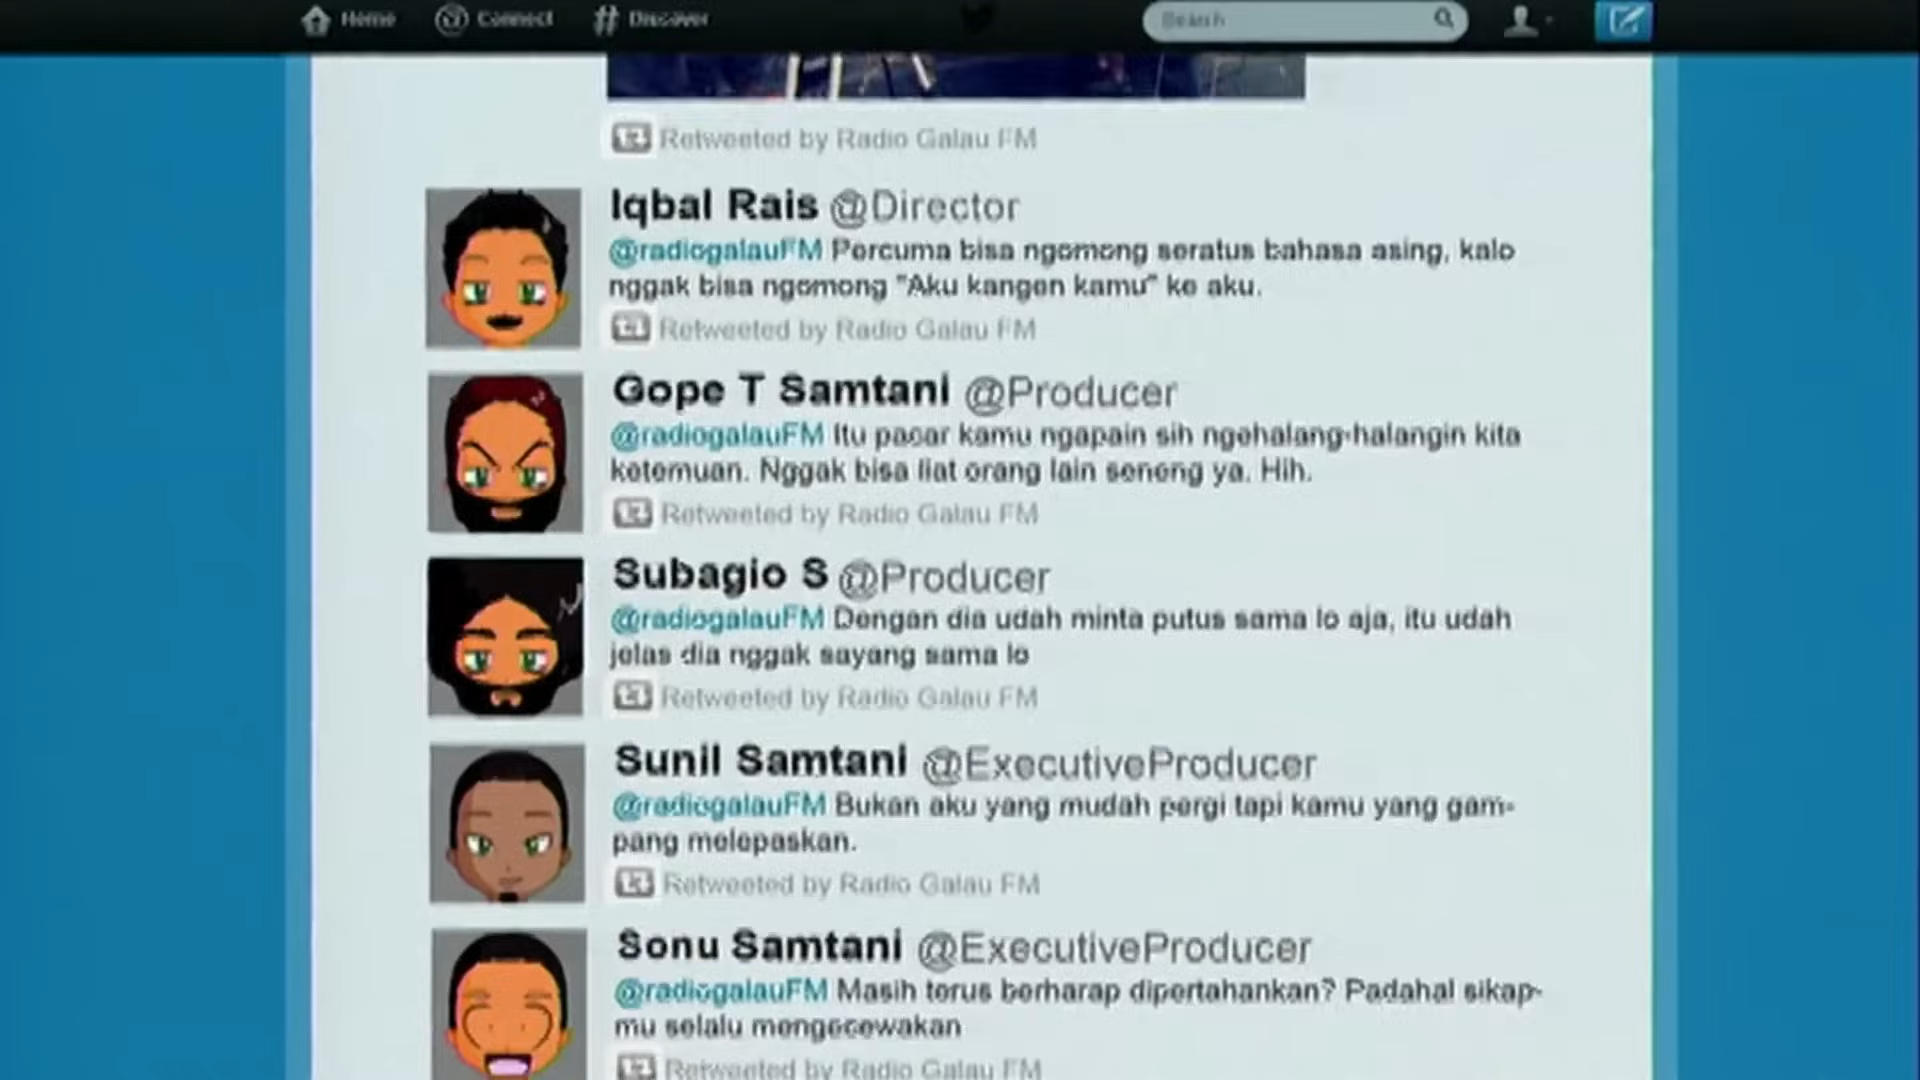 Home Connect Discover Search
Retweeted by Radio Galau FM
Iqbal Rais @Director
@radiogalauFM Percuma bisa ngomong seratus bahasa asing, kalo
nggak bisa ngomong "Aku kangen kamu" ke aku.
Retweeted by Radio Galau FM
Gope T Samtani @Producer
@radiogalauFM Itu pacar kamu ngapain sih ngehalang-halangin kita
ketemuan. Nggak bisa liat orang lain seneng ya. Hih.
Retweeted by Radio Galau FM
Subagio S @Producer
@radiogalauFM Dengan dia udah minta putus sama lo aja, itu udah
jelas dia nggak sayang sama lo
Retweeted by Radio Galau FM
Sunil Samtani @ExecutiveProducer
@radiogalauFM Bukan aku yang mudah pergi tapi kamu yang gam-
pang melepaskan.
Retweeted by Radio Galau FM
Sonu Samtani @ExecutiveProducer
@radiogalauFM Masih terus berharap dipertahankan? Padahal sikap-
mu selalu mengecewakan
Retweeted by Radio Galau FM